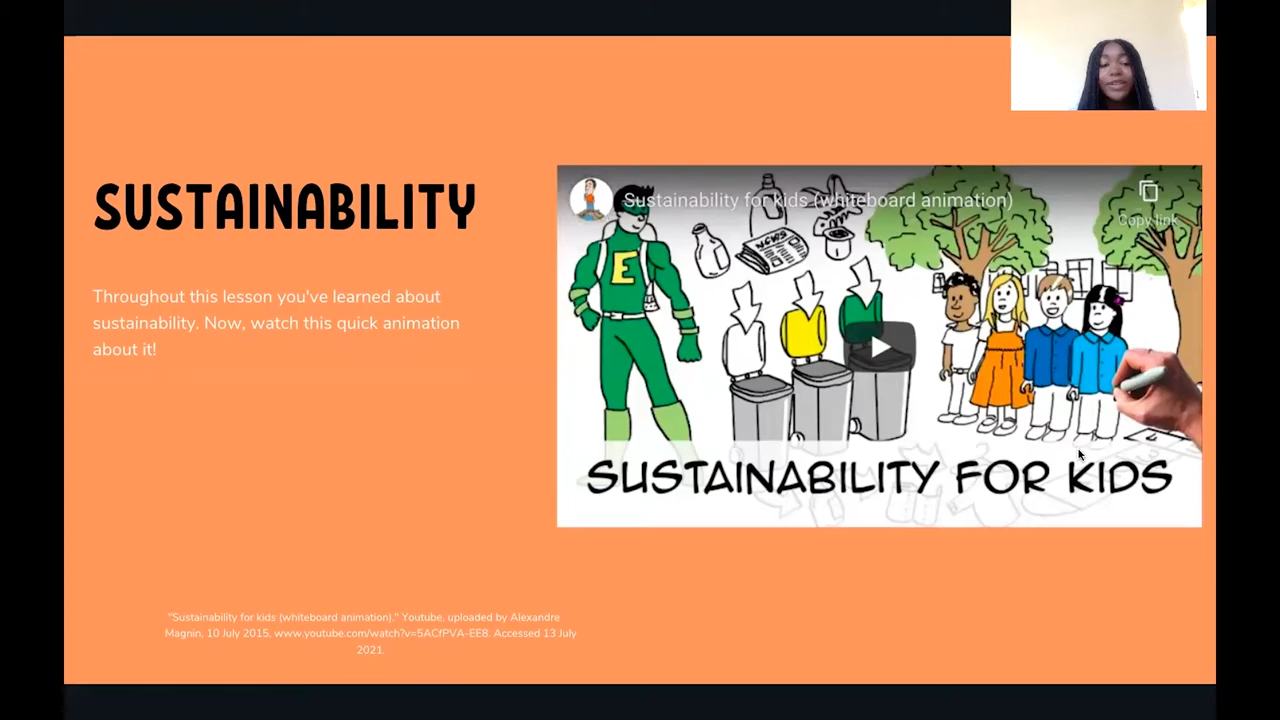 SUSTAINABILITY
Throughout this lesson you've learned about
sustainability. Now, watch this quick animation
about it!
Sustainability for kids (whiteboard animation)
Copy link
NEWS
E
SUSTAINABILITY FOR KIDS
"Sustainability for kids (whiteboard animation)." Youtube, uploaded by Alexandre
Magnin, 10 July 2015, www.youtube.com/watch?v=5ACfPVA-EE8. Accessed 13 July
2021.